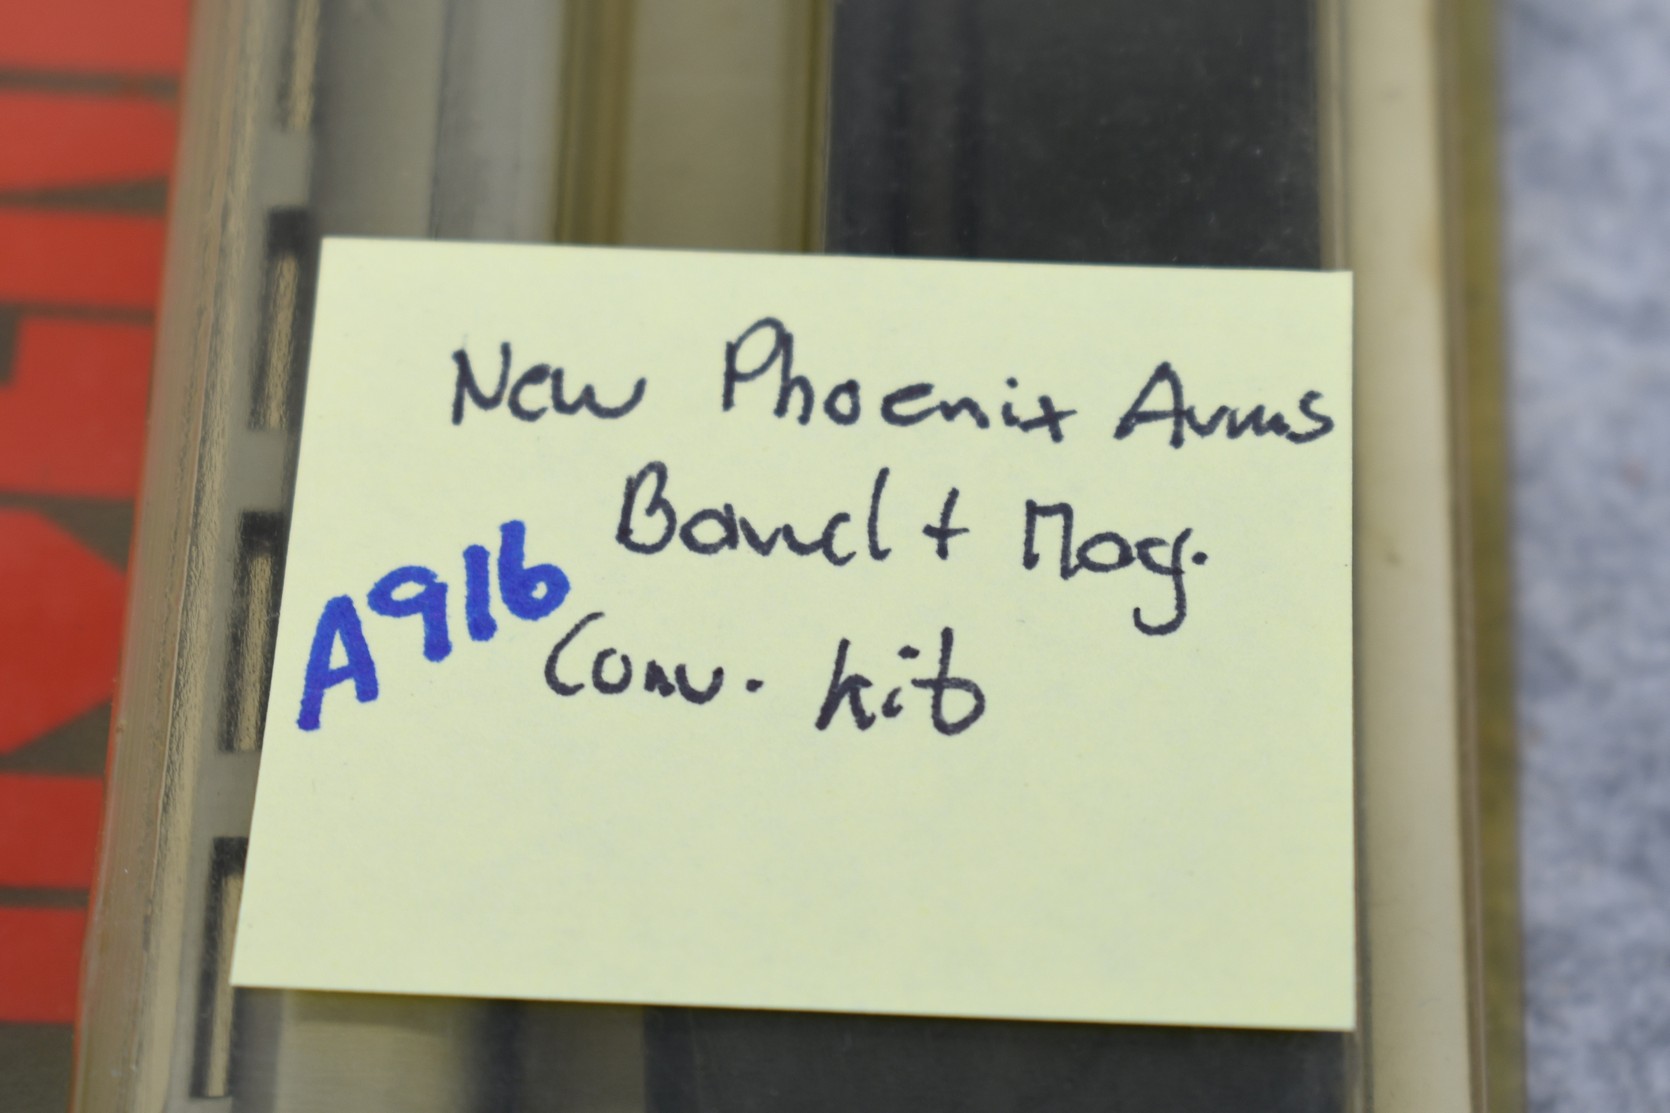 New Phoenix Arms
Barrel + Mag.
A916
Conv. kit